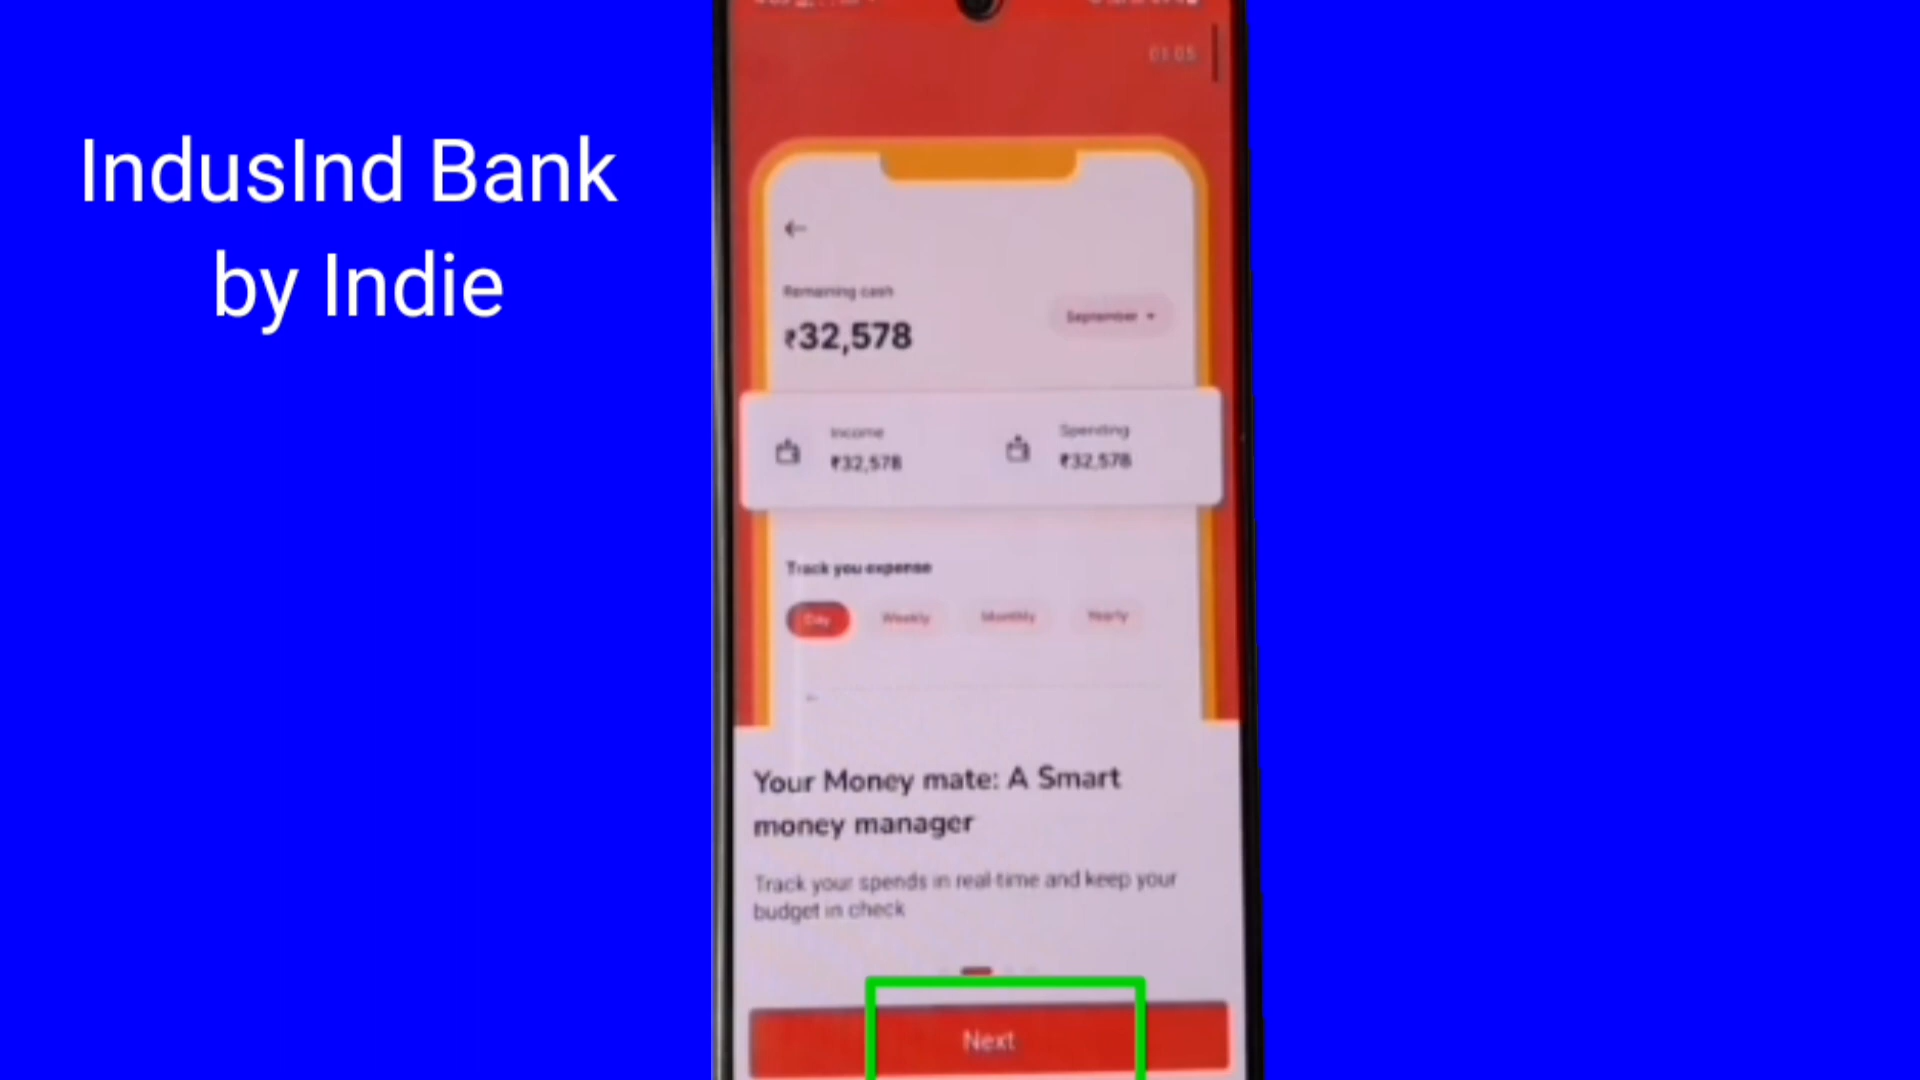 IndusInd Bank
by Indie
01:05
Remaining cash
₹32,578
September
Income
Spending
₹32,578
₹32,578
Track you expense
Day
Weekly
Monthly
Yearly
Your Money mate: A Smart
money manager
Track your spends in real-time and keep your
budget in check
Next